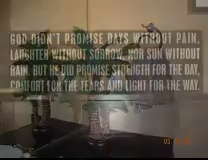 GOD DIDN'T PROMISE DAYS WITHOUT PAIN,
LAUGHTER WITHOUT SORROW, NOR SUN WITHOUT
RAIN, BUT HE DID PROMISE STRENGTH FOR THE DAY,
COMFORT FOR THE TEARS AND LIGHT FOR THE WAY.